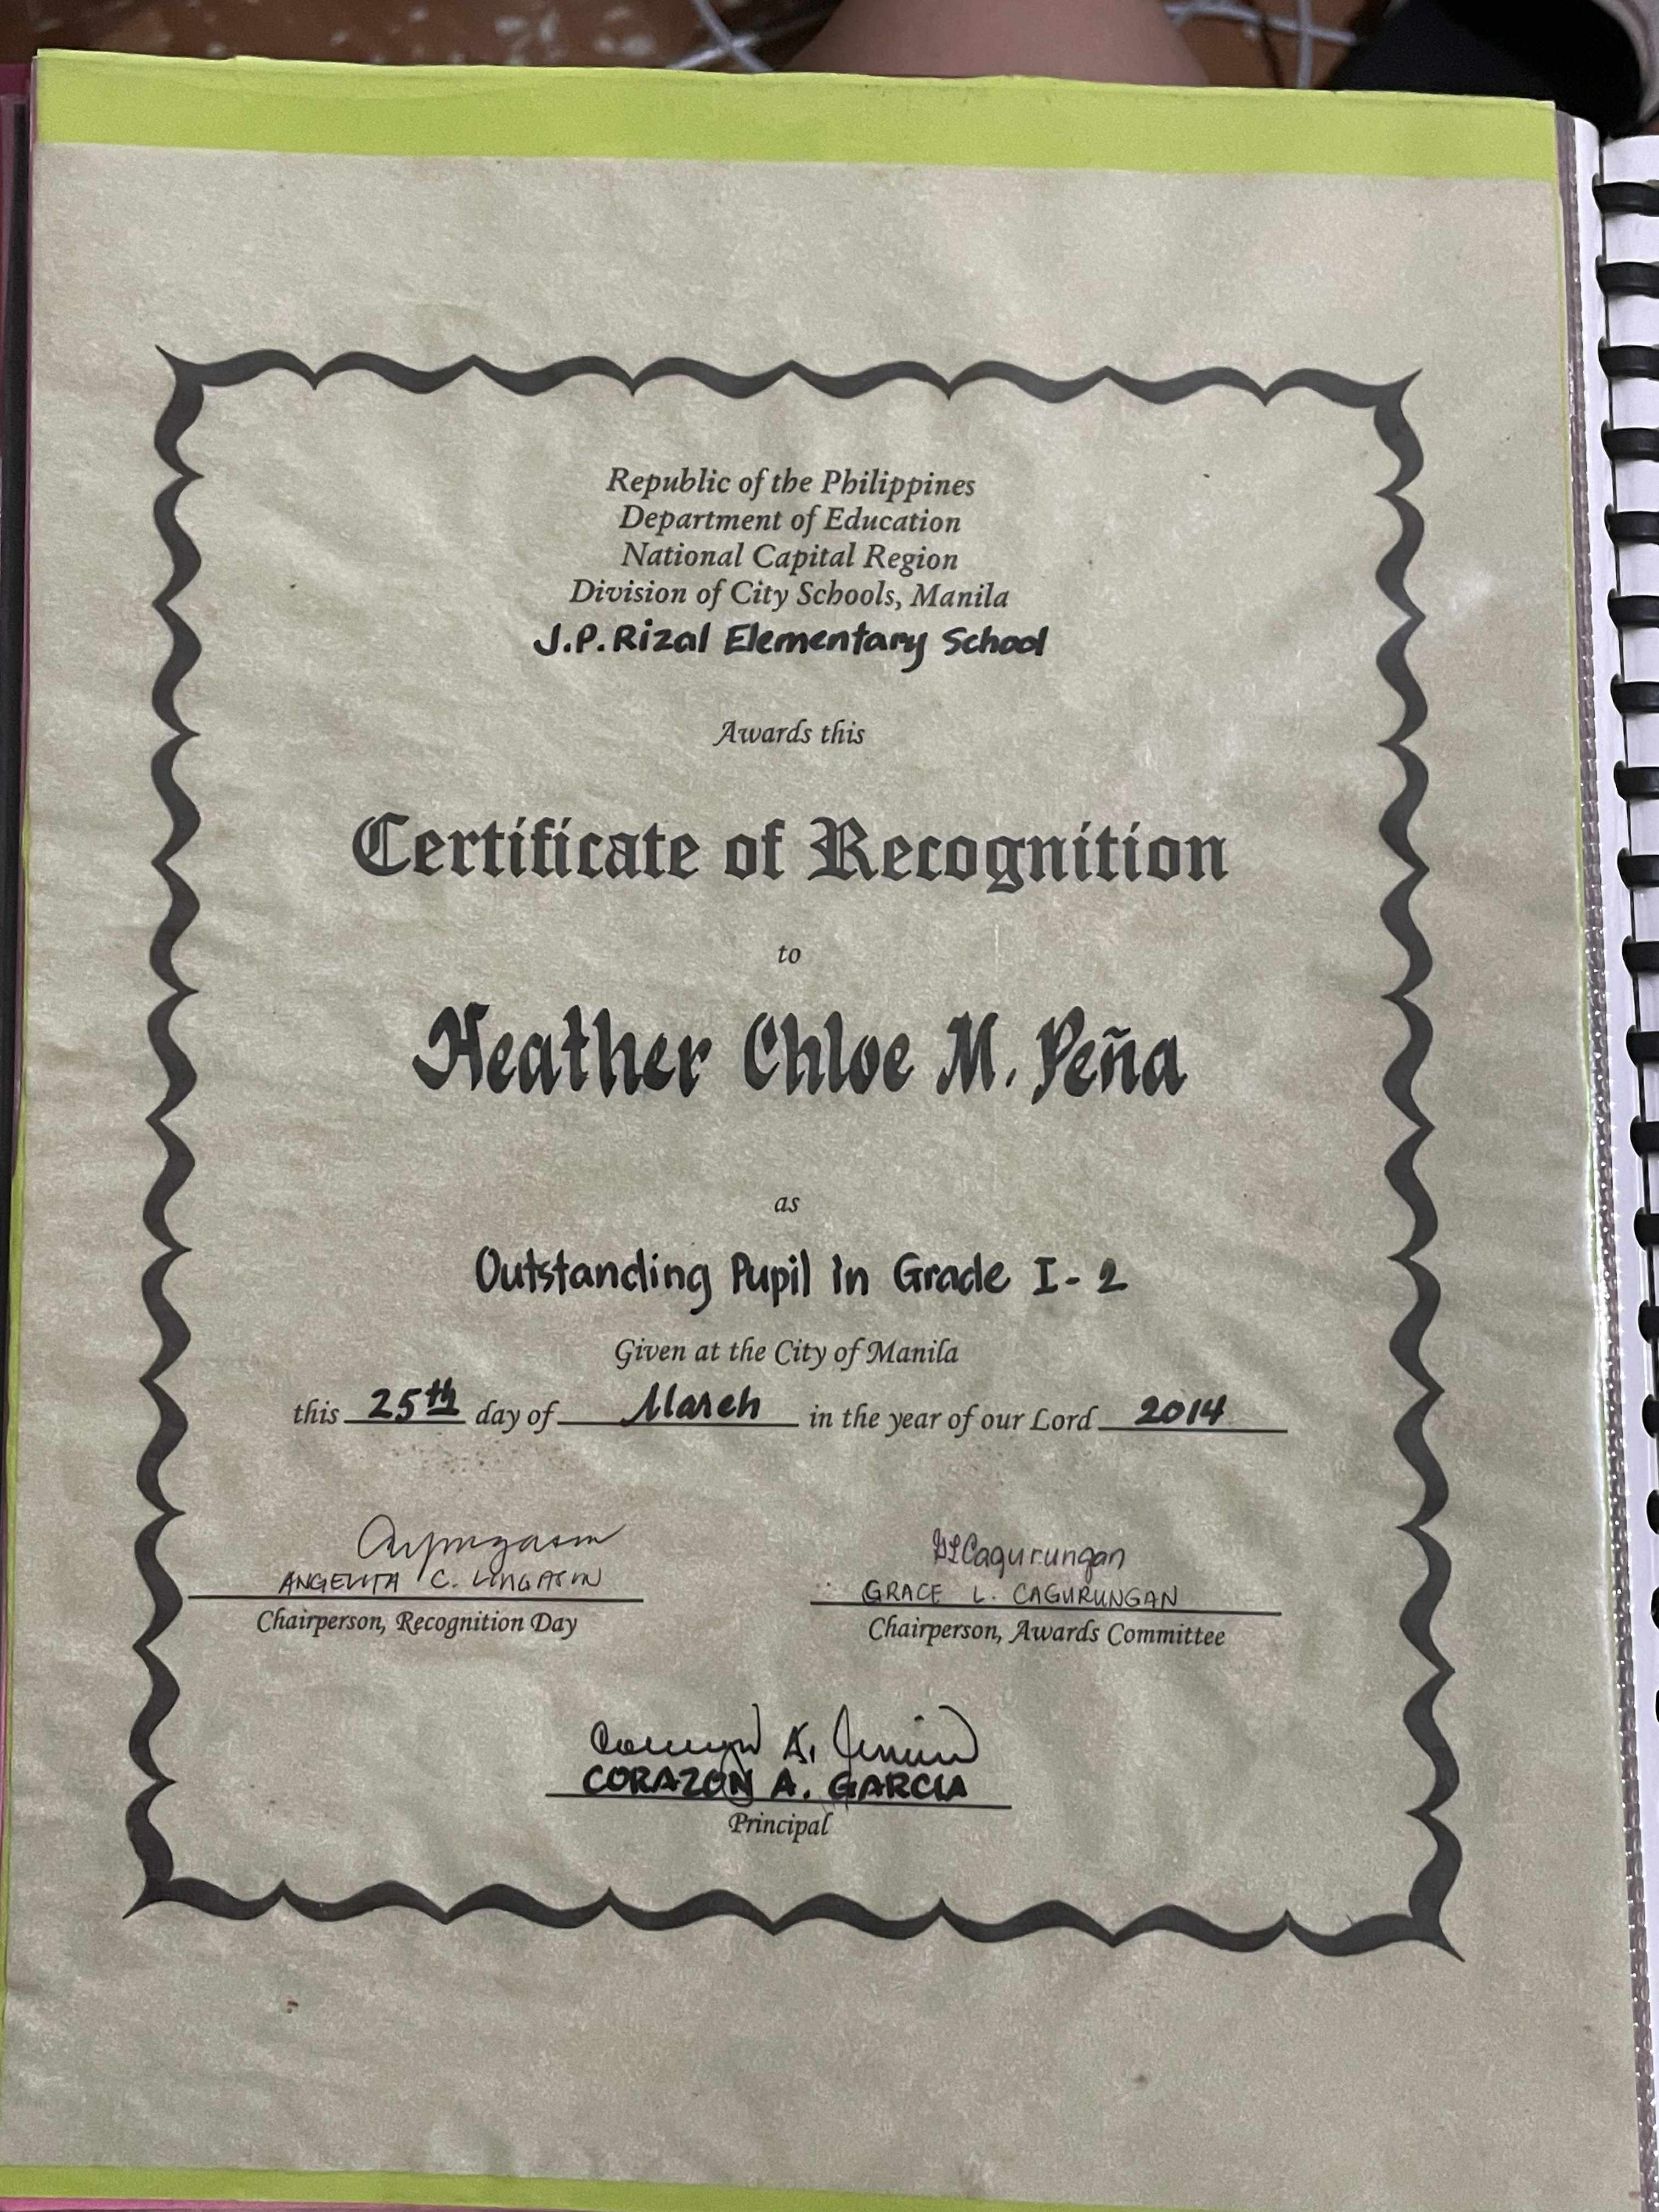 Republic of the Philippines
Department of Education
National Capital Region
Division of City Schools, Manila
J.P. Rizal Elementary School
Awards this
Certificate of Recognition
to
Heather Chloe M. Peña
as
Outstanding Pupil in Grade I-2
Given at the City of Manila
this 25th day of March in the year of our Lord 2014
ANGELITA C. LINGASIN
Chairperson, Recognition Day
GLCagurungan
GRACE L. CAGURUNGAN
Chairperson, Awards Committee
CORAZON A. GARCIA
Principal